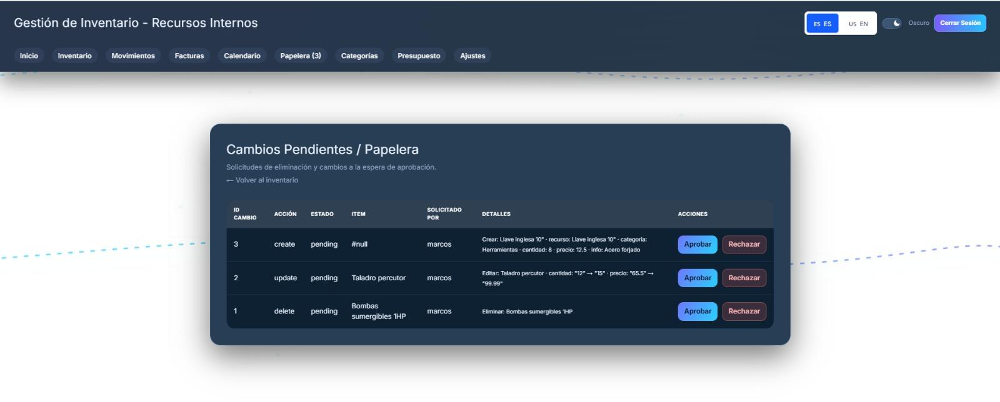 Gestión de Inventario - Recursos Internos
ES ES US EN Oscuro Cerrar Sesión
Inicio Inventario Movimientos Facturas Calendario Papelera (3) Categorías Presupuesto Ajustes
Cambios Pendientes / Papelera
Solicitudes de eliminación y cambios a la espera de aprobación.
← Volver al inventario
ID CAMBIO ACCIÓN ESTADO ITEM SOLICITADO POR DETALLES ACCIONES
3 create pending #null marcos Crear: Llave inglesa 10" · recurso: Llave inglesa 10" · categoria:
Herramientas · cantidad: 8 · precio: 12.5 · info: Acero forjado Aprobar Rechazar
2 update pending Taladro percutor marcos Editar: Taladro percutor · cantidad: "12" → "15" · precio: "65.5" →
"99.99" Aprobar Rechazar
1 delete pending Bombas
sumergibles 1HP marcos Eliminar: Bombas sumergibles 1HP Aprobar Rechazar